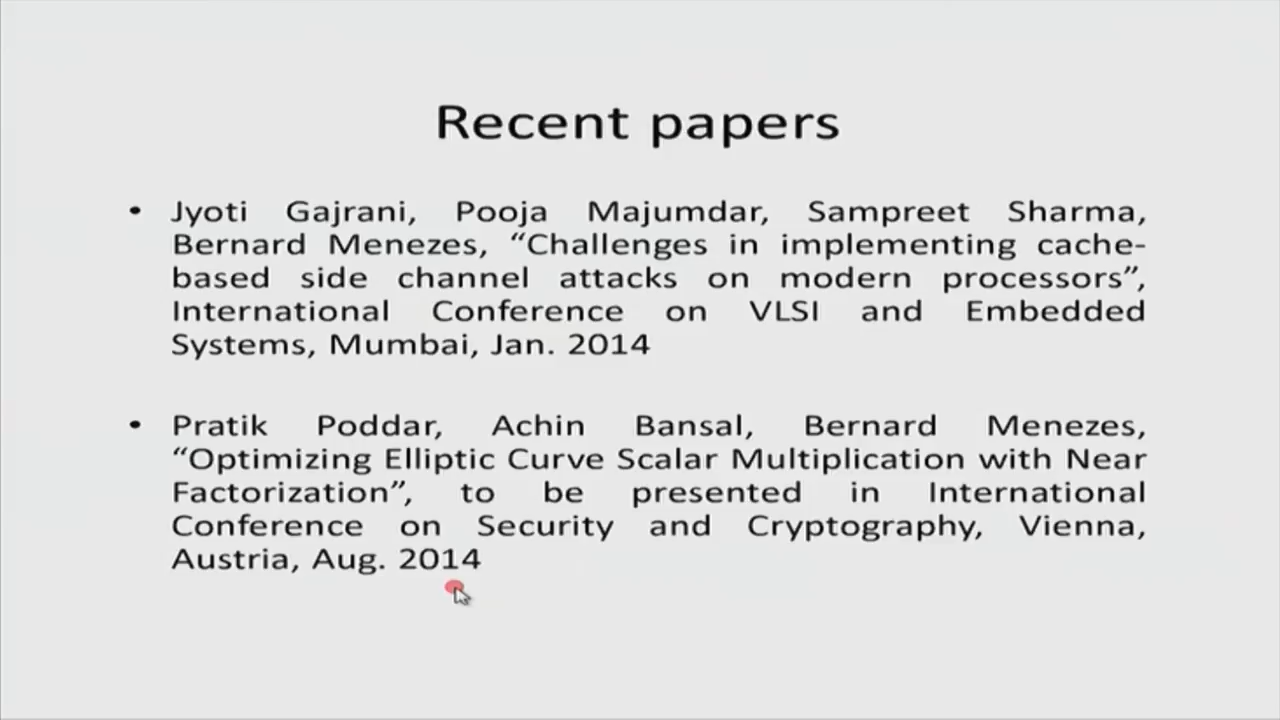 Recent papers
• Jyoti Gajrani, Pooja Majumdar, Sampreet Sharma,
Bernard Menezes, “Challenges in implementing cache-
based side channel attacks on modern processors”,
International Conference on VLSI and Embedded
Systems, Mumbai, Jan. 2014
• Pratik Poddar, Achin Bansal, Bernard Menezes,
“Optimizing Elliptic Curve Scalar Multiplication with Near
Factorization”, to be presented in International
Conference on Security and Cryptography, Vienna,
Austria, Aug. 2014